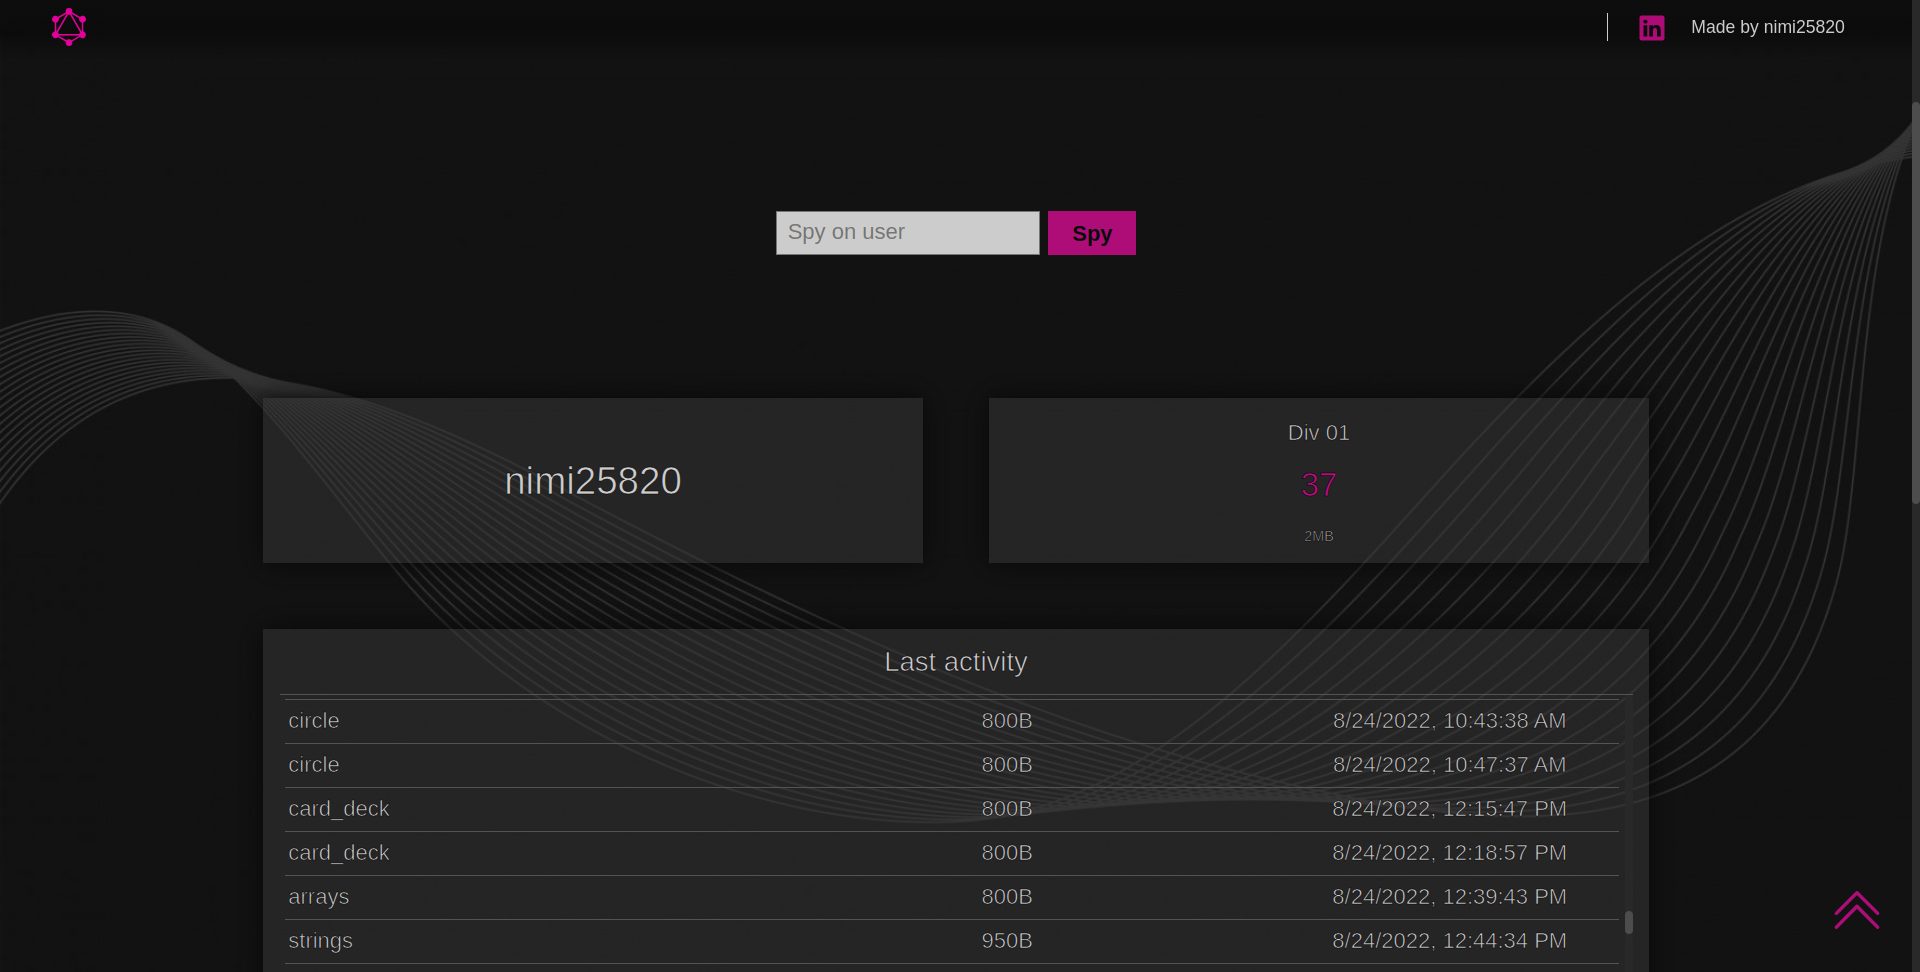 Made by nimi25820
Spy on user
Spy
nimi25820
Div 01
37
2MB
Last activity
circle 800B 8/24/2022, 10:43:38 AM
circle 800B 8/24/2022, 10:47:37 AM
card_deck 800B 8/24/2022, 12:15:47 PM
card_deck 800B 8/24/2022, 12:18:57 PM
arrays 800B 8/24/2022, 12:39:43 PM
strings 950B 8/24/2022, 12:44:34 PM